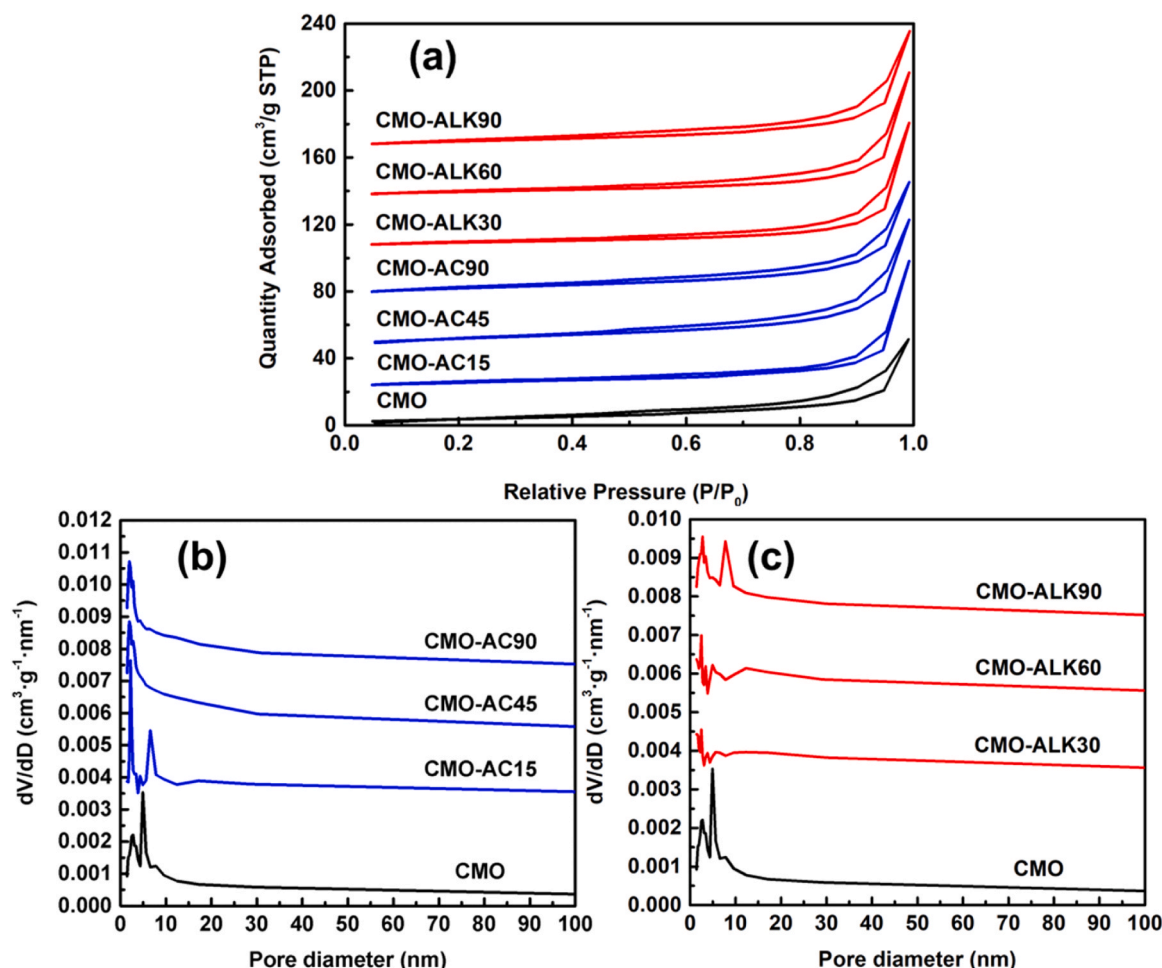 (a)
Quantity Adsorbed (cm³/g STP)
240
200
160
120
80
40
0
CMO-ALK90
CMO-ALK60
CMO-ALK30
CMO-AC90
CMO-AC45
CMO-AC15
CMO
0.0 0.2 0.4 0.6 0.8 1.0
Relative Pressure (P/P₀)
(b)
dV/dD (cm³·g⁻¹·nm⁻¹)
0.012
0.011
0.010
0.009
0.008
0.007
0.006
0.005
0.004
0.003
0.002
0.001
0.000
CMO-AC90
CMO-AC45
CMO-AC15
CMO
0 10 20 30 40 50 60 70 80 90 100
Pore diameter (nm)
(c)
dV/dD (cm³·g⁻¹·nm⁻¹)
0.010
0.009
0.008
0.007
0.006
0.005
0.004
0.003
0.002
0.001
0.000
CMO-ALK90
CMO-ALK60
CMO-ALK30
CMO
0 10 20 30 40 50 60 70 80 90 100
Pore diameter (nm)